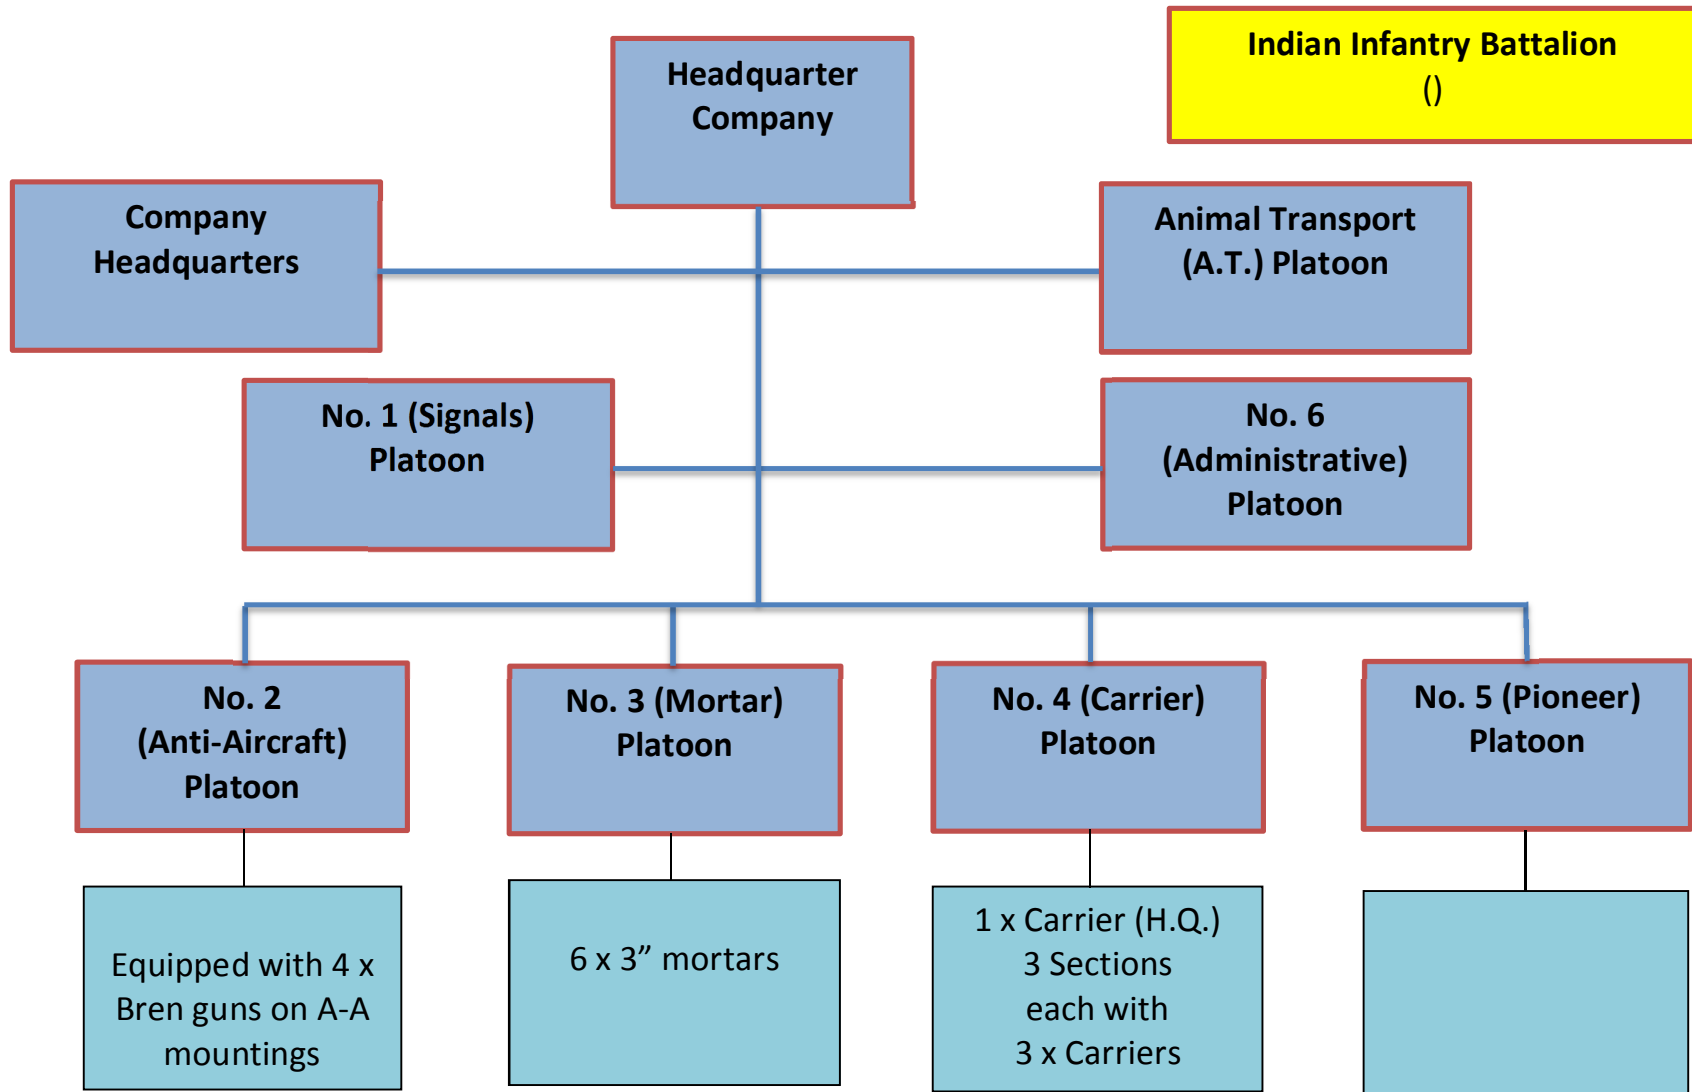 Indian Infantry Battalion
()
Headquarter
Company
Company
Headquarters
Animal Transport
(A.T.) Platoon
No. 1 (Signals)
Platoon
No. 6
(Administrative)
Platoon
No. 2
(Anti-Aircraft)
Platoon
No. 3 (Mortar)
Platoon
No. 4 (Carrier)
Platoon
No. 5 (Pioneer)
Platoon
Equipped with 4 x
Bren guns on A-A
mountings
6 x 3” mortars
1 x Carrier (H.Q.)
3 Sections
each with
3 x Carriers